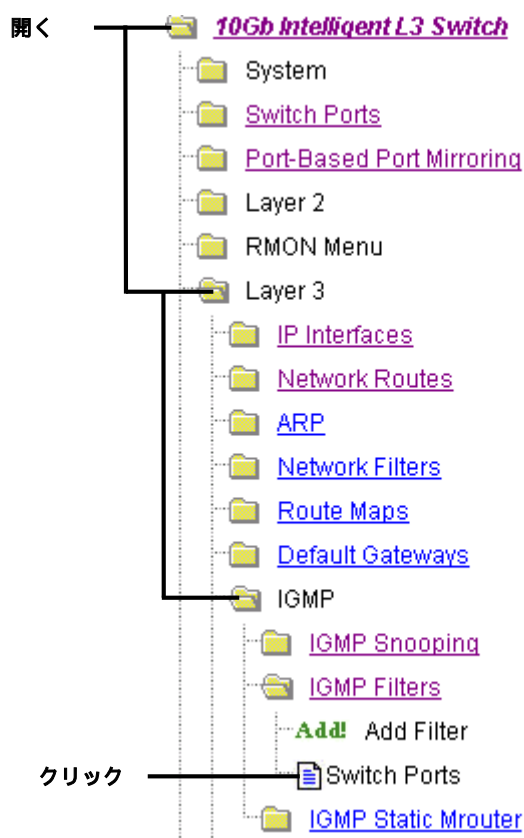 開く
10Gb Intelligent L3 Switch
System
Switch Ports
Port-Based Port Mirroring
Layer 2
RMON Menu
Layer 3
IP Interfaces
Network Routes
ARP
Network Filters
Route Maps
Default Gateways
IGMP
IGMP Snooping
IGMP Filters
Add! Add Filter
クリック Switch Ports
IGMP Static Mrouter